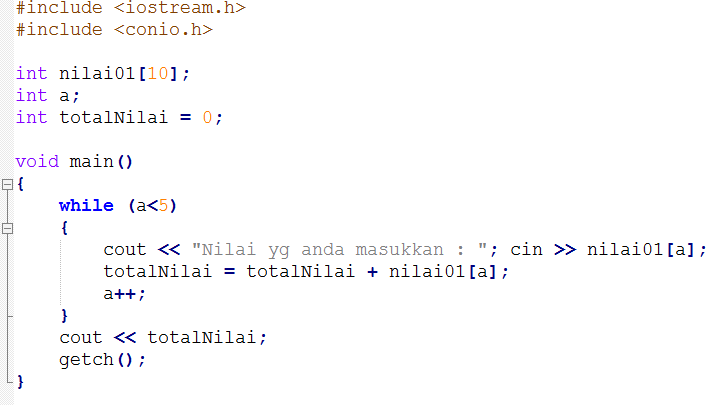 #include <iostream.h>
#include <conio.h>

int nilai01[10];
int a;
int totalNilai = 0;

void main()
{
    while (a<5)
    {
        cout << "Nilai yg anda masukkan : "; cin >> nilai01[a];
        totalNilai = totalNilai + nilai01[a];
        a++;
    }
    cout << totalNilai;
    getch();
}